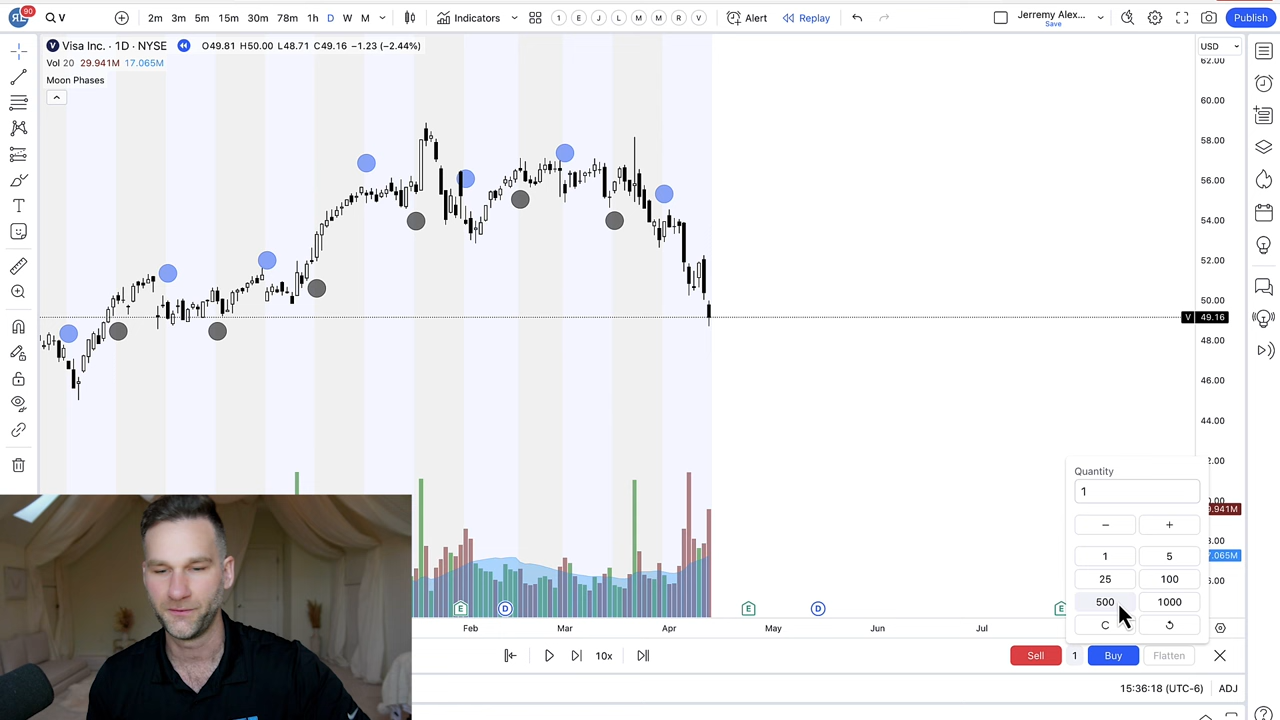 90
V
2m 3m 5m 15m 30m 78m 1h D W M
Indicators
1 E J L M M R V
Alert
Replay
Jerremy Alex...
Save
Publish
Visa Inc. · 1D · NYSE
O49.81 H50.00 L48.71 C49.16 −1.23 (−2.44%)
Vol 20 29.941M 17.065M
Moon Phases
USD
62.00
60.00
58.00
56.00
54.00
52.00
50.00
V 49.16
48.00
46.00
44.00
Quantity
1
− +
1 5
25 100
500 1000
C
E D E D E
Feb Mar Apr May Jun Jul
10x
Sell 1 Buy Flatten
15:36:18 (UTC-6) ADJ